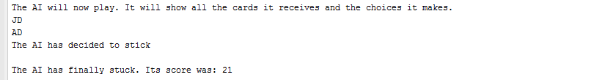 The AI will now play. It will show all the cards it receives and the choices it makes.
JD
AD
The AI has decided to stick
The AI has finally stuck. Its score was: 21